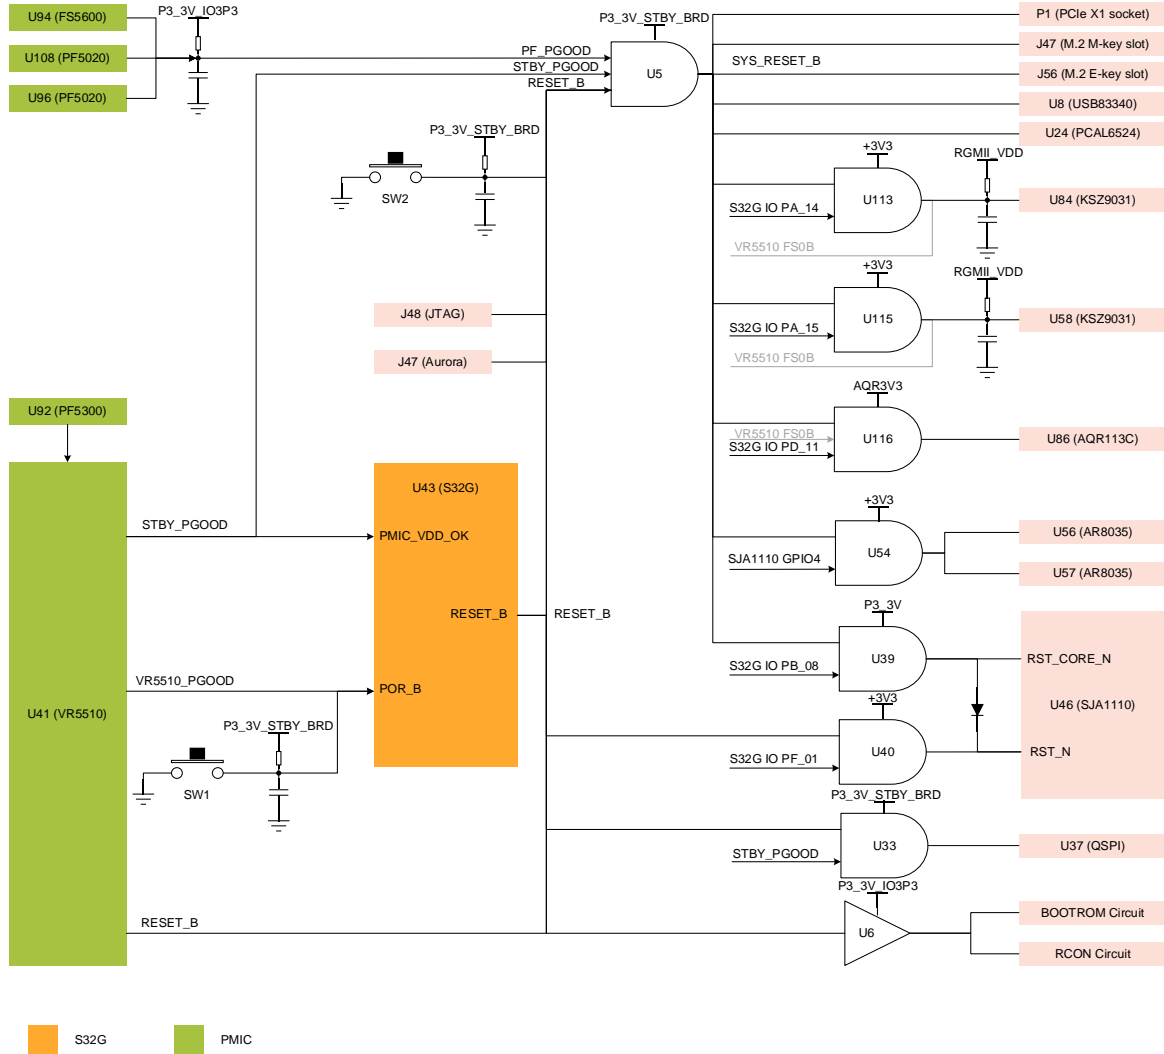 U94 (FS5600)
P3_3V_IO3P3
U108 (PF5020)
U96 (PF5020)
P3_3V_STBY_BRD
PF_PGOOD
STBY_PGOOD
RESET_B
U5
SYS_RESET_B
P1 (PCIe X1 socket)
J47 (M.2 M-key slot)
J56 (M.2 E-key slot)
U8 (USB83340)
U24 (PCAL6524)
P3_3V_STBY_BRD
SW2
+3V3
RGMII_VDD
U113
S32G IO PA_14
VR5510 FS0B
U84 (KSZ9031)
+3V3
RGMII_VDD
U115
S32G IO PA_15
VR5510 FS0B
U58 (KSZ9031)
J48 (JTAG)
J47 (Aurora)
AQR3V3
VR5510 FS0B
U116
S32G IO PD_11
U86 (AQR113C)
U92 (PF5300)
U41 (VR5510)
STBY_PGOOD
U43 (S32G)
PMIC_VDD_OK
RESET_B
RESET_B
POR_B
VR5510_PGOOD
P3_3V_STBY_BRD
SW1
RESET_B
+3V3
U54
SJA1110 GPIO4
U56 (AR8035)
U57 (AR8035)
P3_3V
U39
S32G IO PB_08
RST_CORE_N
U46 (SJA1110)
RST_N
+3V3
U40
S32G IO PF_01
P3_3V_STBY_BRD
U33
STBY_PGOOD
U37 (QSPI)
P3_3V_IO3P3
U6
BOOTROM Circuit
RCON Circuit
S32G
PMIC